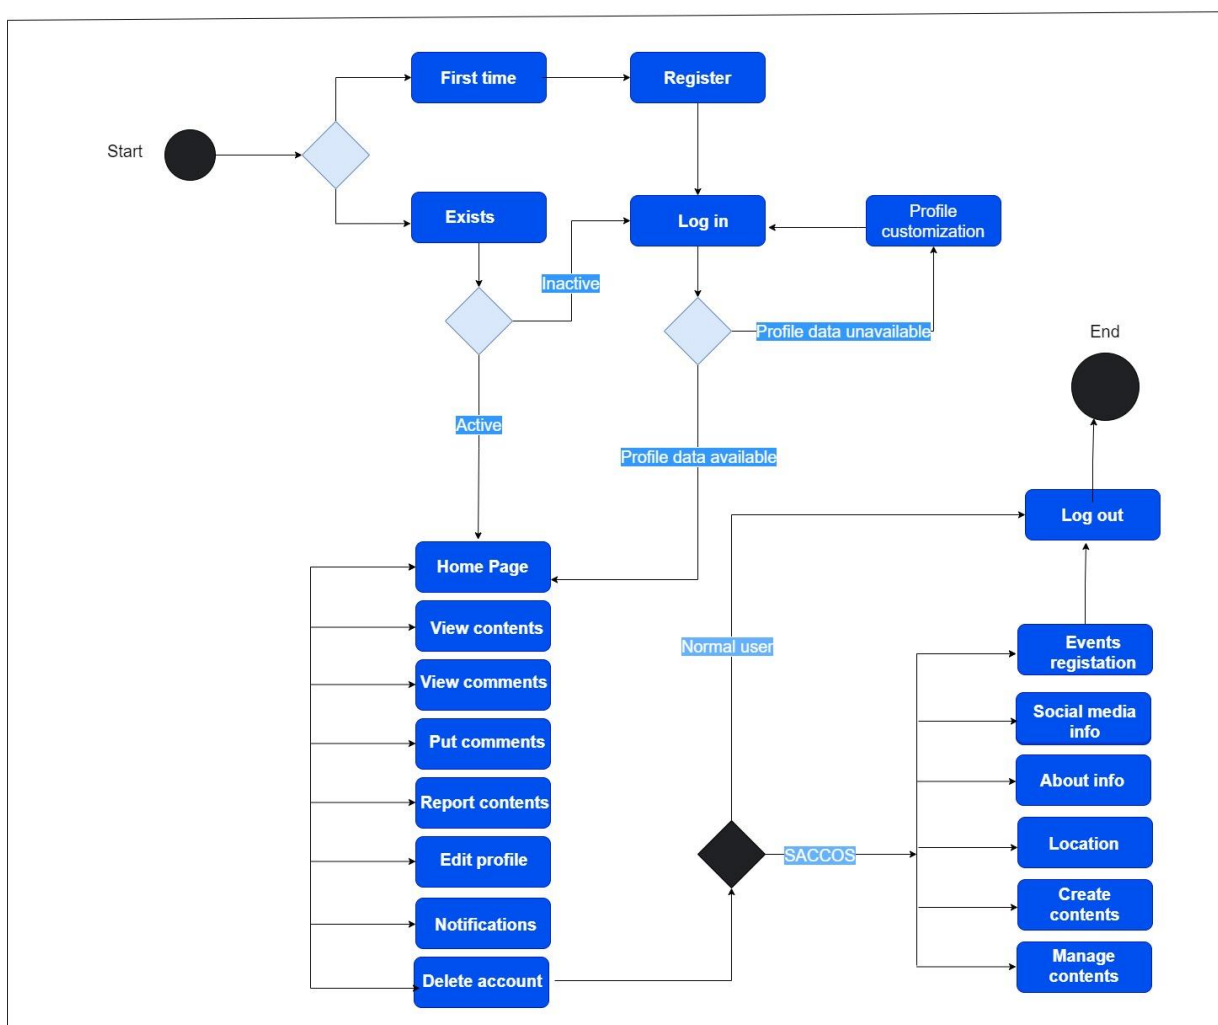 First time
Register
Start
Exists
Log in
Profile
customization
Inactive
Profile data unavailable
End
Active
Profile data available
Log out
Home Page
View contents
Normal user
Events
registation
View comments
Social media
info
Put comments
About info
Report contents
Edit profile
SACCOS
Location
Create
contents
Notifications
Manage
contents
Delete account